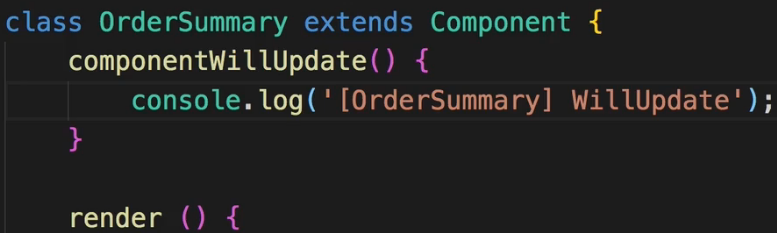 class OrderSummary extends Component {
    componentWillUpdate() {
        console.log('[OrderSummary] WillUpdate');
    }
    render () {